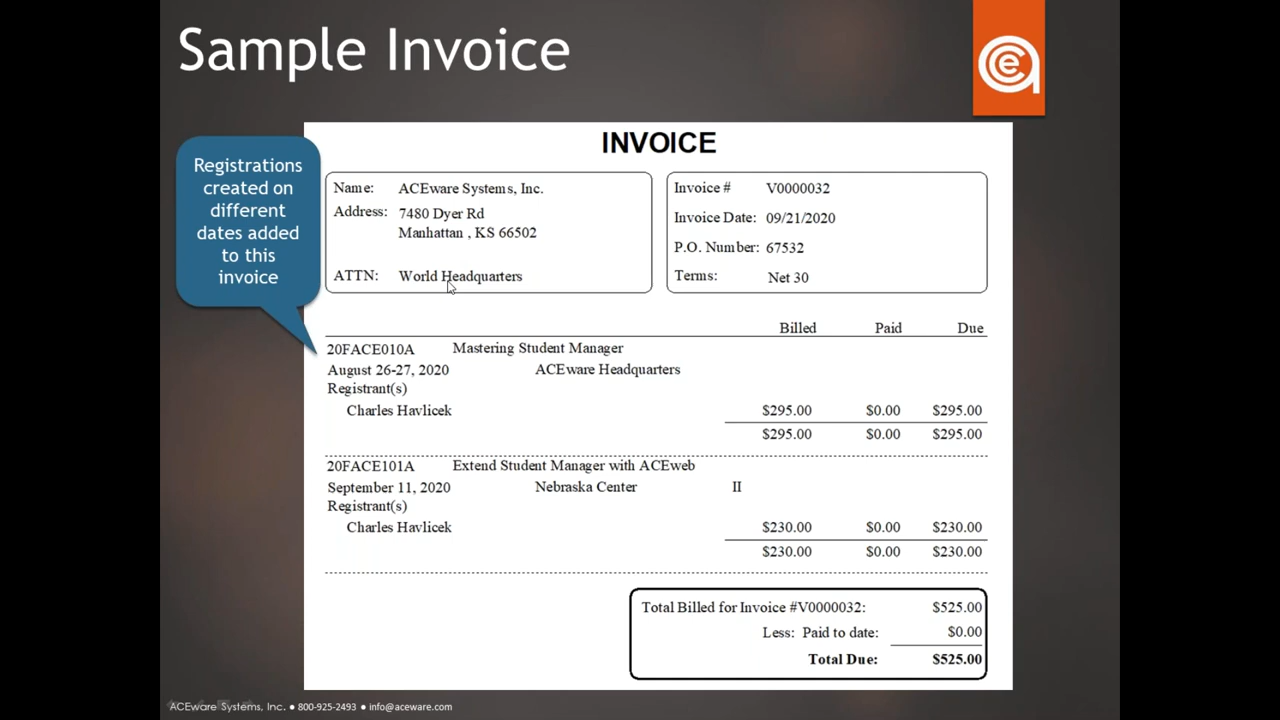 Sample Invoice
Registrations
created on
different
dates added
to this
invoice
INVOICE
Name: ACEware Systems, Inc.
Address: 7480 Dyer Rd
Manhattan , KS 66502
ATTN: World Headquarters
Invoice # V0000032
Invoice Date: 09/21/2020
P.O. Number: 67532
Terms: Net 30
Billed Paid Due
20FACE010A Mastering Student Manager
August 26-27, 2020 ACEware Headquarters
Registrant(s)
Charles Havlicek $295.00 $0.00 $295.00
$295.00 $0.00 $295.00
20FACE101A Extend Student Manager with ACEweb
September 11, 2020 Nebraska Center II
Registrant(s)
Charles Havlicek $230.00 $0.00 $230.00
$230.00 $0.00 $230.00
Total Billed for Invoice #V0000032: $525.00
Less: Paid to date: $0.00
Total Due: $525.00
ACEware Systems, Inc. ● 800-925-2493 ● info@aceware.com